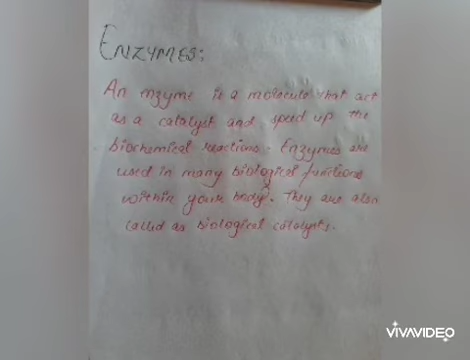 ENZYMES:
An enzyme is a molecule that act
as a catalyst and speed up the
biochemical reactions. Enzymes are
used in many biological functions
within your body. They are also
called as biological catalysts.
VIVAVIDEO